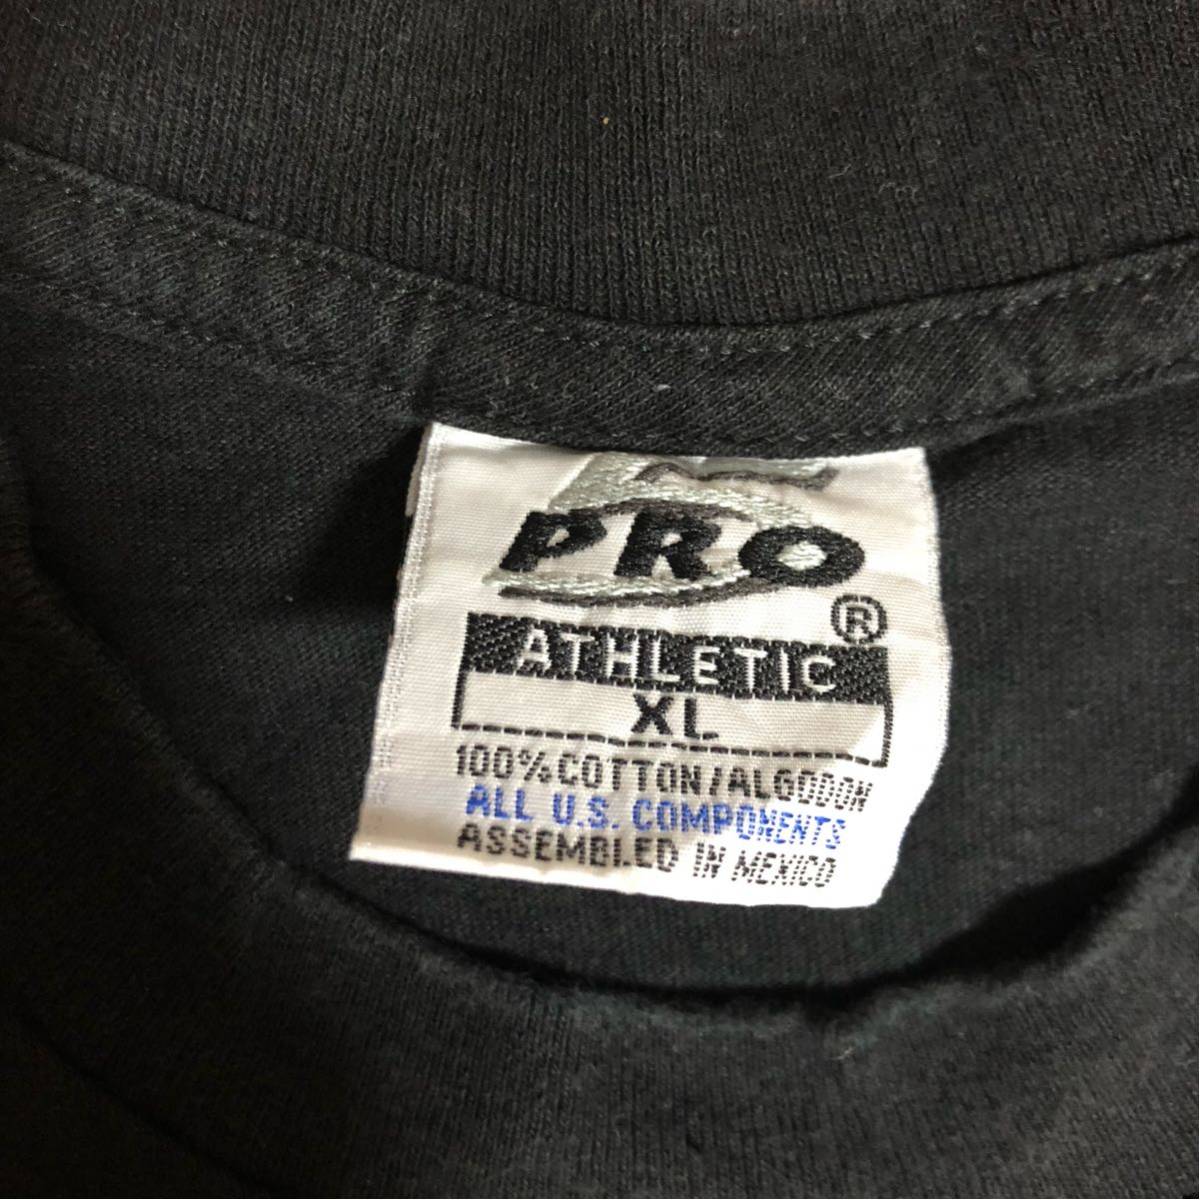 PRO
®
ATHLETIC
XL
100% COTTON/ALGODON
ALL U.S. COMPONENTS
ASSEMBLED IN MEXICO